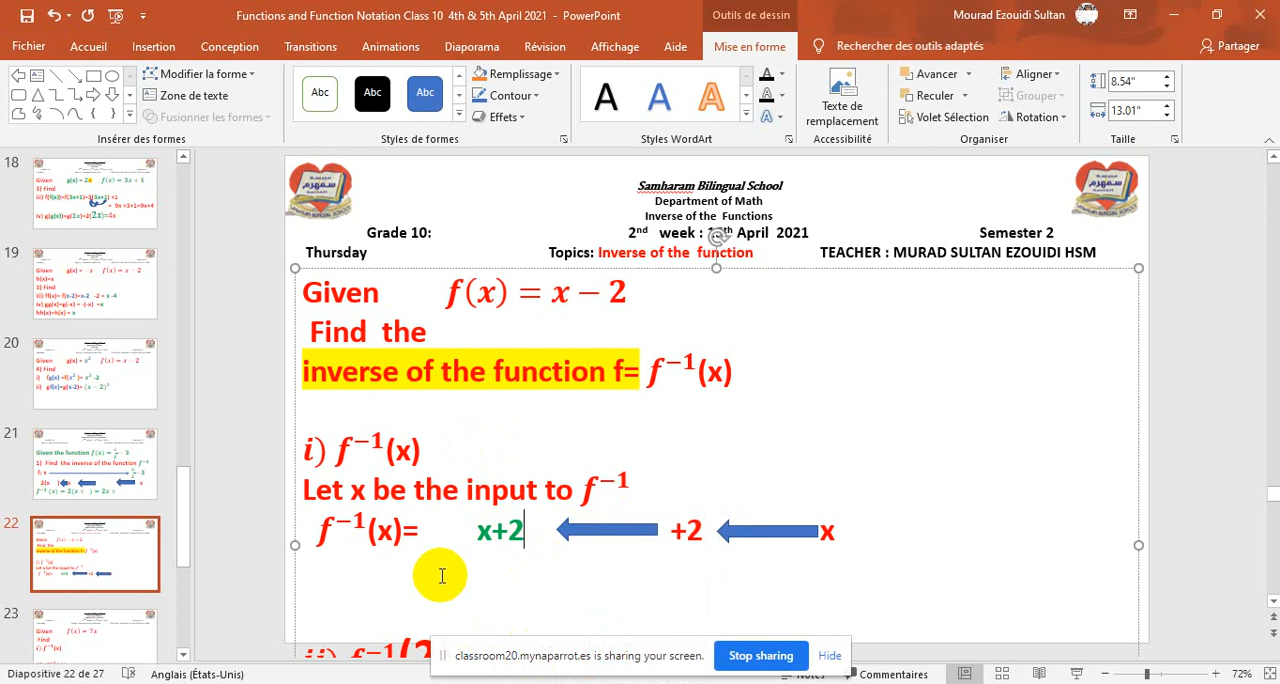 Functions and Function Notation Class 10 4th & 5th April 2021 - PowerPoint
Outils de dessin
Mourad Ezouidi Sultan
Fichier Accueil Insertion Conception Transitions Animations Diaporama Révision Affichage Aide Mise en forme Rechercher des outils adaptés Partager
Modifier la forme
Zone de texte
Fusionner les formes
Insérer des formes
Abc Abc Abc
Remplissage
Contour
Effets
Styles de formes
A A A
Styles WordArt
Texte de remplacement
Accessibilité
Avancer
Reculer
Volet Sélection
Aligner
Grouper
Rotation
Organiser
8.54"
13.01"
Taille
18
19
20
21
22
23
Samharam Bilingual School
Department of Math
Inverse of the Functions
Grade 10: 2nd week : April 2021 Semester 2
Thursday Topics: Inverse of the function TEACHER : MURAD SULTAN EZOUIDI HSM
Given f(x) = x − 2
Find the
inverse of the function f= f⁻¹(x)
i) f⁻¹(x)
Let x be the input to f⁻¹
f⁻¹(x)= x+2 +2 x
ii) f⁻¹(2
classroom20.mynaparrot.es is sharing your screen. Stop sharing Hide
Diapositive 22 de 27 Anglais (États-Unis) Notes Commentaires 72%